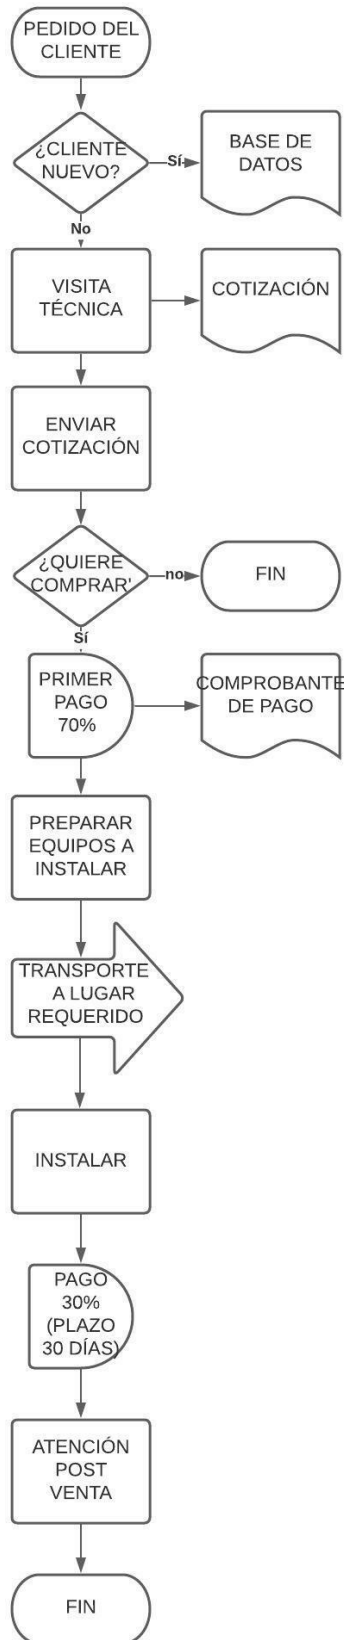 PEDIDO DEL
CLIENTE
¿CLIENTE
NUEVO?
Sí
BASE DE
DATOS
No
VISITA
TÉCNICA
COTIZACIÓN
ENVIAR
COTIZACIÓN
¿QUIERE
COMPRAR'
no
FIN
Sí
PRIMER
PAGO
70%
COMPROBANTE
DE PAGO
PREPARAR
EQUIPOS A
INSTALAR
TRANSPORTE
A LUGAR
REQUERIDO
INSTALAR
PAGO
30%
(PLAZO
30 DÍAS)
ATENCIÓN
POST
VENTA
FIN